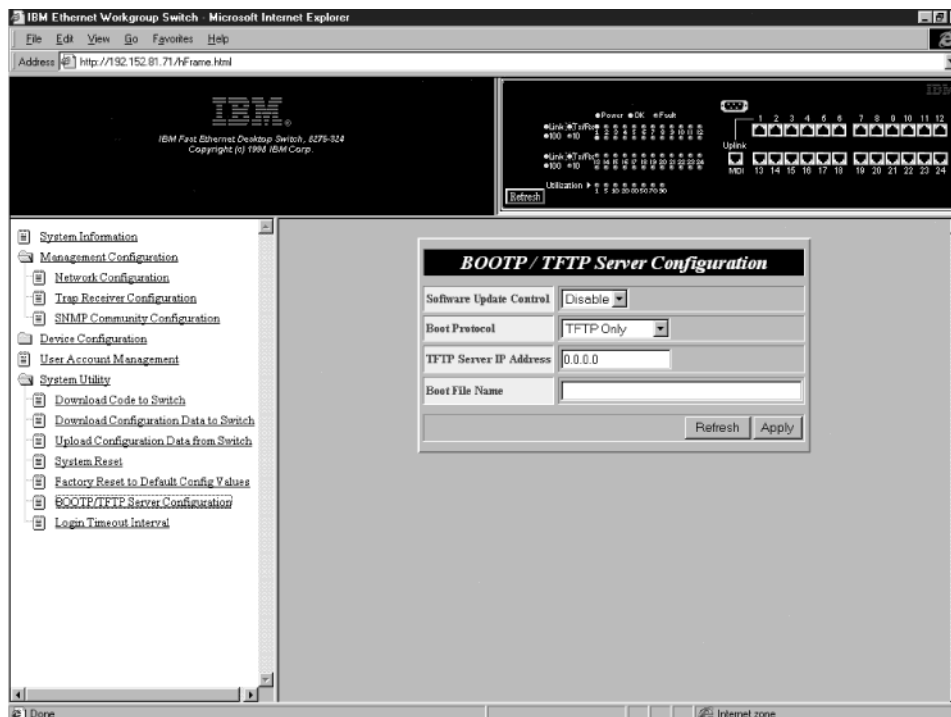 IBM Ethernet Workgroup Switch - Microsoft Internet Explorer
File Edit View Go Favorites Help
Address http://192.152.81.71/hFrame.html
IBM
IBM Fast Ethernet Desktop Switch, 8275-324
Copyright (c) 1998 IBM Corp.
IBM
Power OK Fault
1 2 3 4 5 6 7 8 9 10 11 12
100 10
Uplink
100 10
MDI 13 14 15 16 17 18 19 20 21 22 23 24
Utilization
Refresh
System Information
Management Configuration
Network Configuration
Trap Receiver Configuration
SNMP Community Configuration
Device Configuration
User Account Management
System Utility
Download Code to Switch
Download Configuration Data to Switch
Upload Configuration Data from Switch
System Reset
Factory Reset to Default Config Values
BOOTP/TFTP Server Configuration
Login Timeout Interval
BOOTP / TFTP Server Configuration
Software Update Control Disable
Boot Protocol TFTP Only
TFTP Server IP Address 0.0.0.0
Boot File Name
Refresh Apply
Done
Internet zone